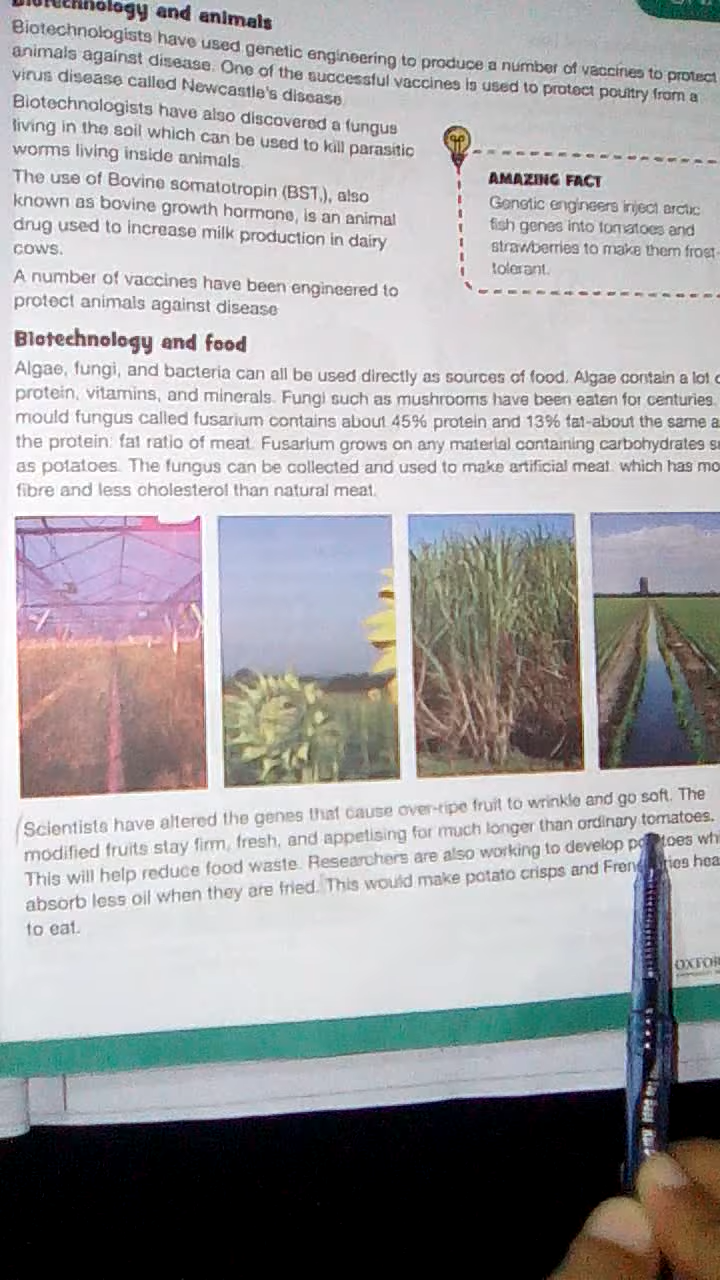 Biotechnology and animals
Biotechnologists have used genetic engineering to produce a number of vaccines to protect
animals against disease. One of the successful vaccines is used to protect poultry from a
virus disease called Newcastle's disease.
Biotechnologists have also discovered a fungus
living in the soil which can be used to kill parasitic
worms living inside animals.
The use of Bovine somatotropin (BST,), also
known as bovine growth hormone, is an animal
drug used to increase milk production in dairy
cows.
A number of vaccines have been engineered to
protect animals against disease
AMAZING FACT
Genetic engineers inject arctic
fish genes into tomatoes and
strawberries to make them frost-
tolerant.
Biotechnology and food
Algae, fungi, and bacteria can all be used directly as sources of food. Algae contain a lot
protein, vitamins, and minerals. Fungi such as mushrooms have been eaten for centuries.
mould fungus called fusarium contains about 45% protein and 13% fat-about the same
the protein: fat ratio of meat. Fusarium grows on any material containing carbohydrates
as potatoes. The fungus can be collected and used to make artificial meat. which has
fibre and less cholesterol than natural meat.
Scientists have altered the genes that cause over-ripe fruit to wrinkle and go soft. The
modified fruits stay firm, fresh, and appetising for much longer than ordinary tomatoes.
This will help reduce food waste. Researchers are also working to develop
absorb less oil when they are fried. This would make potato crisps and
to eat.